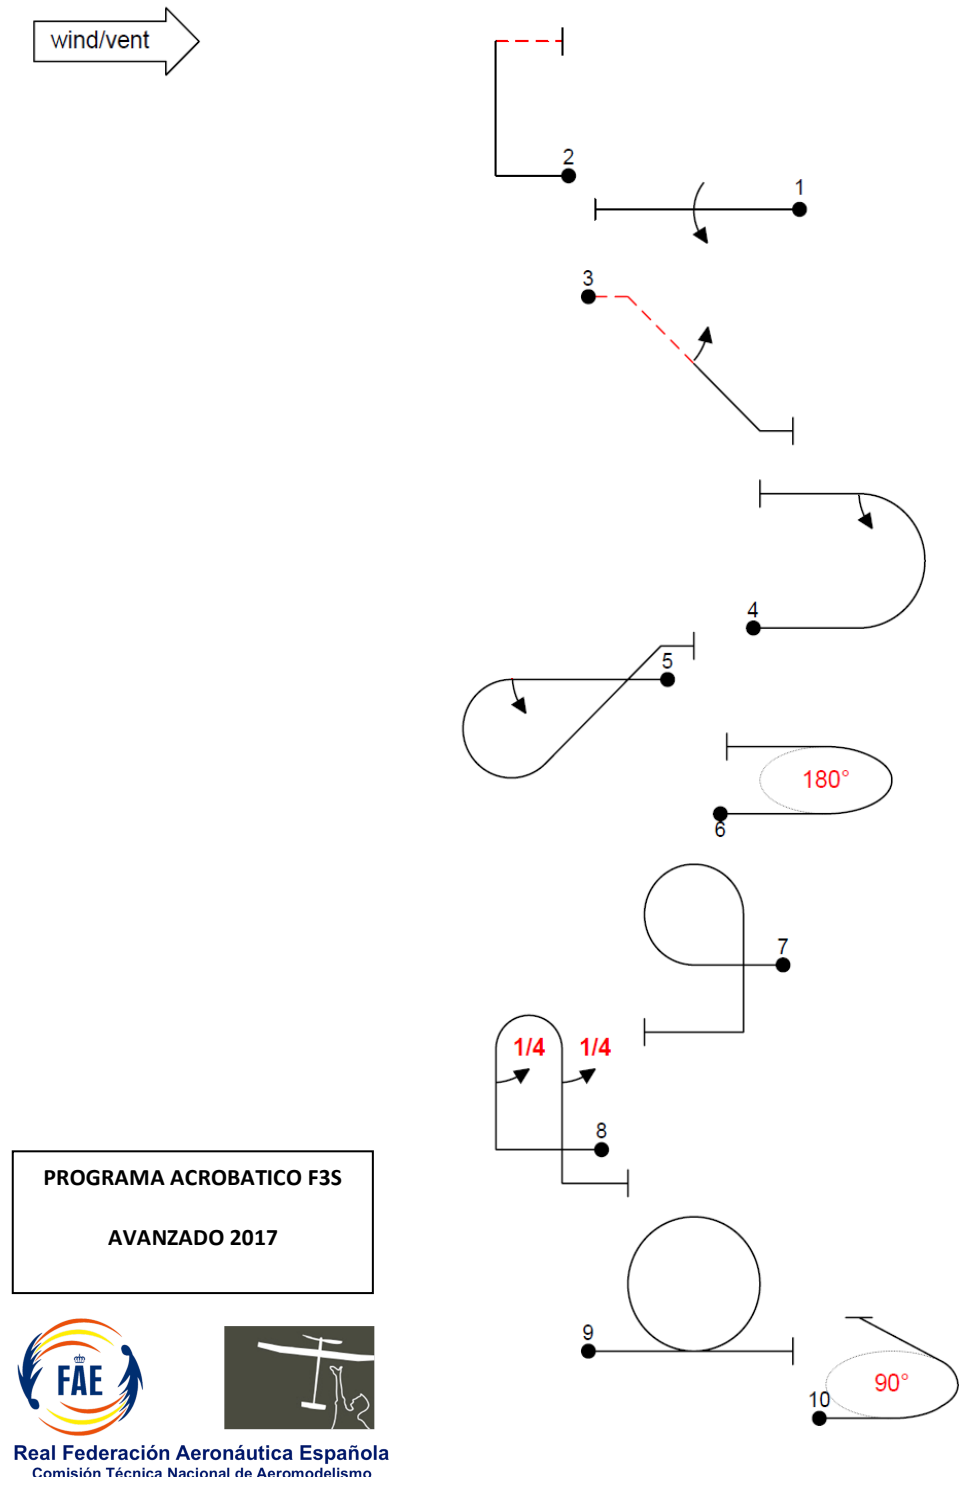 wind/vent
2
1
3
4
5
180°
6
7
1/4 1/4
8
PROGRAMA ACROBATICO F3S
AVANZADO 2017
9
90°
10
FAE
Real Federación Aeronáutica Española
Comisión Técnica Nacional de Aeromodelismo